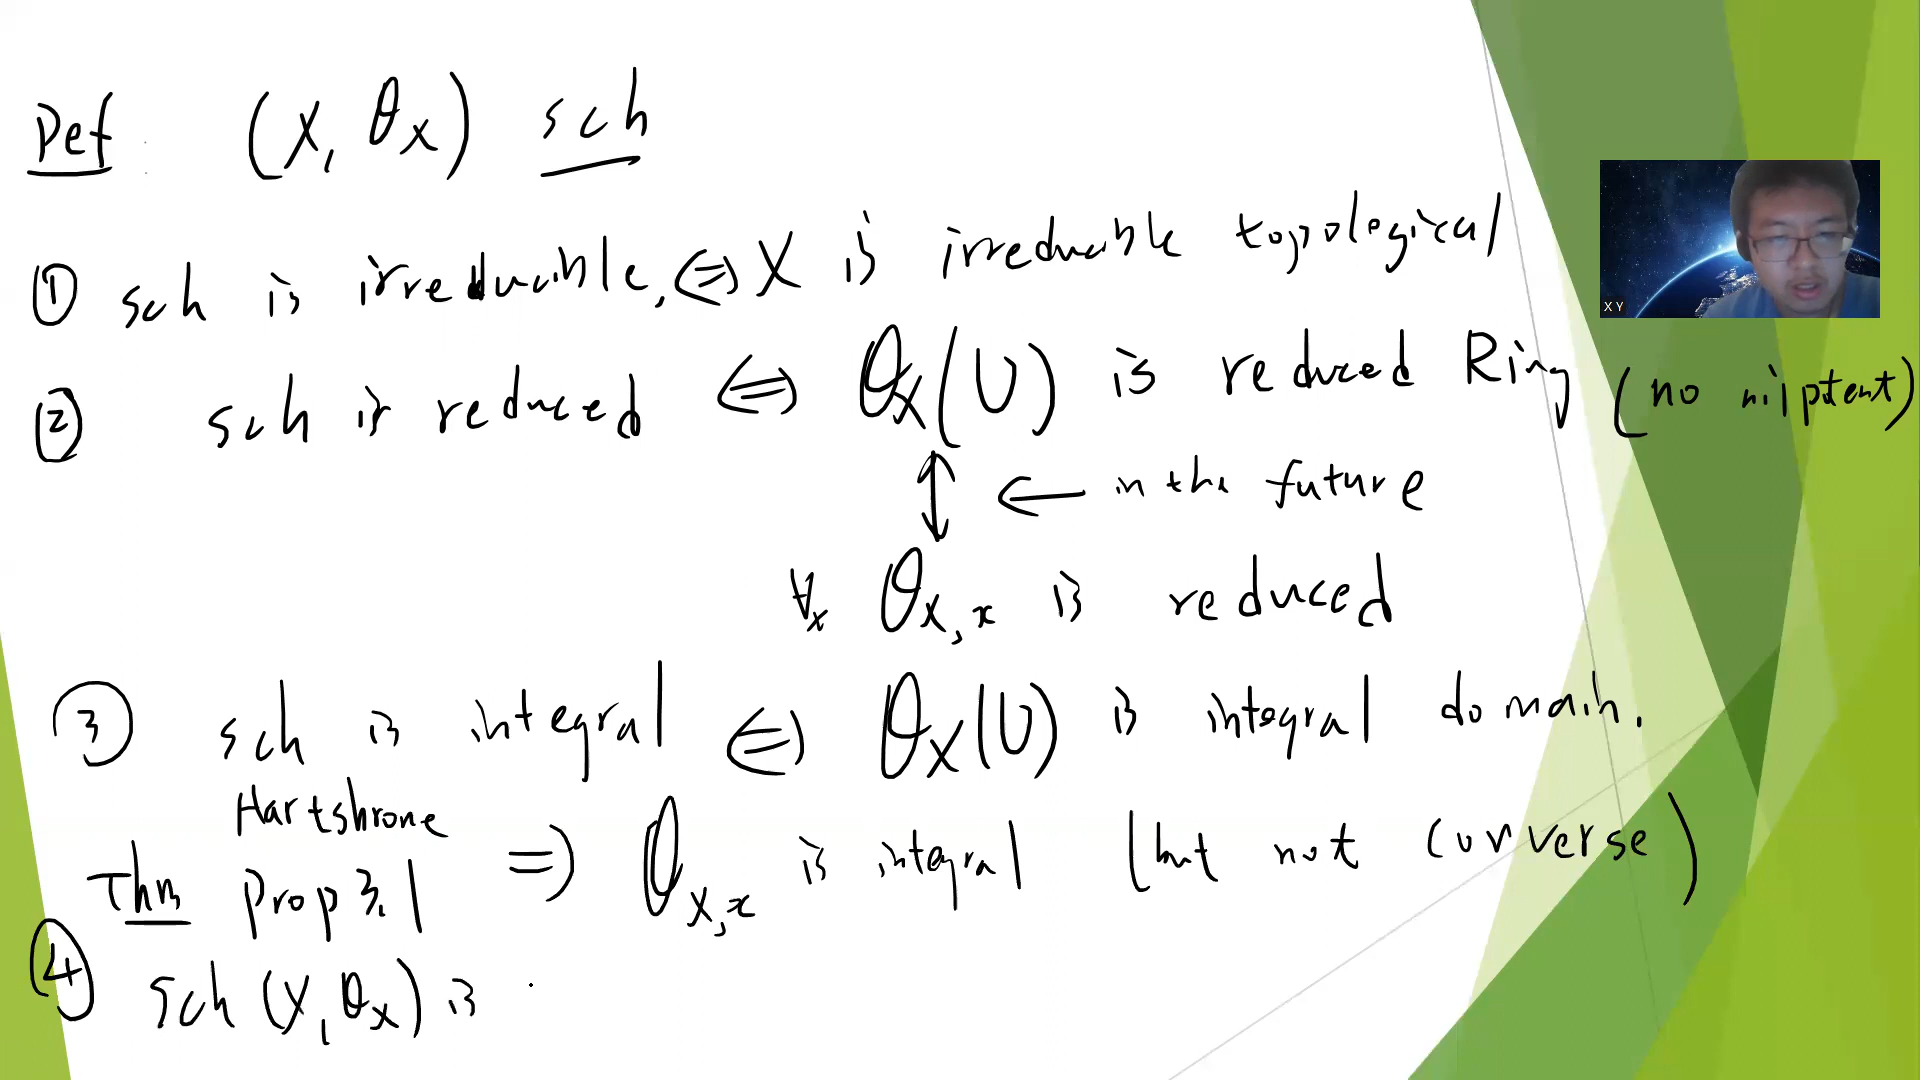 Def (X, θx) sch
① sch is irreducible, ⇔ X is irreducible topological
② sch is reduced ⇔ θx(U) is reduced Ring (no nilptent)
↕ ← in the future
∀x θx,x is reduced
③ sch is integral ⇔ θx(U) is integral domain.
Hartshrone
Thm Prop 3.1 ⇒ θx,x is integral (but not converse)
④ sch (X, θx) is
X Y